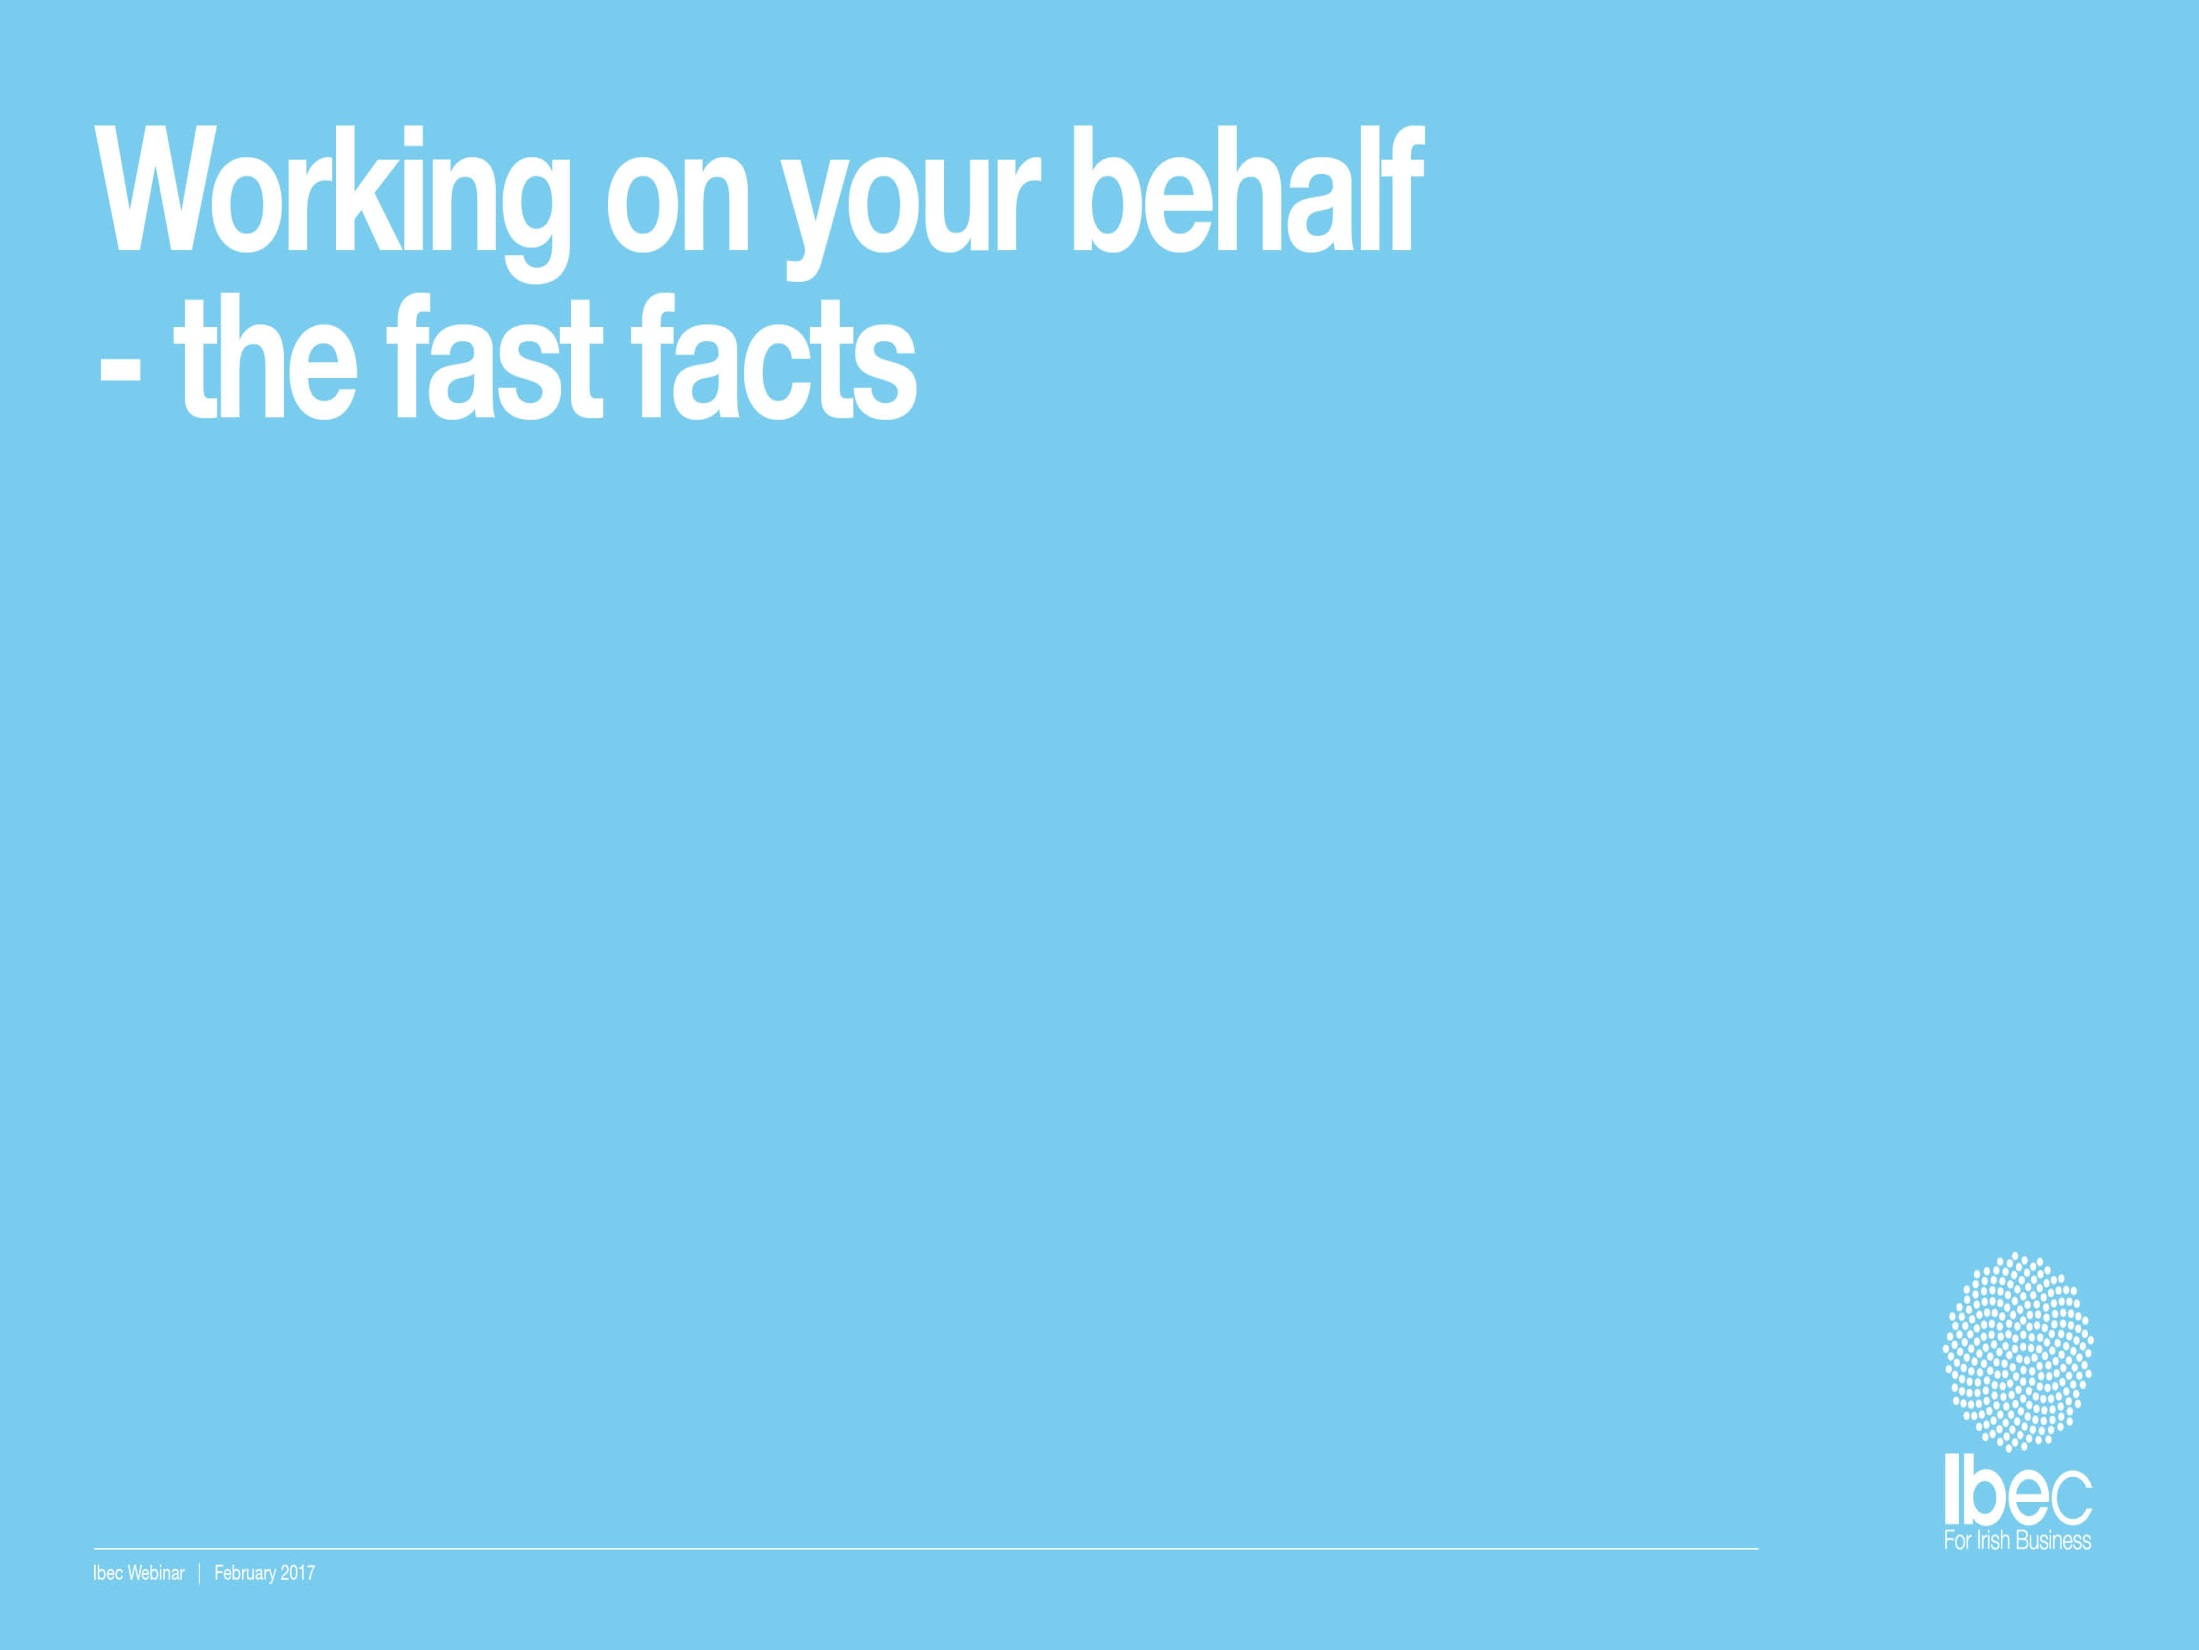 Working on your behalf
- the fast facts
Ibec
For Irish Business
Ibec Webinar | February 2017